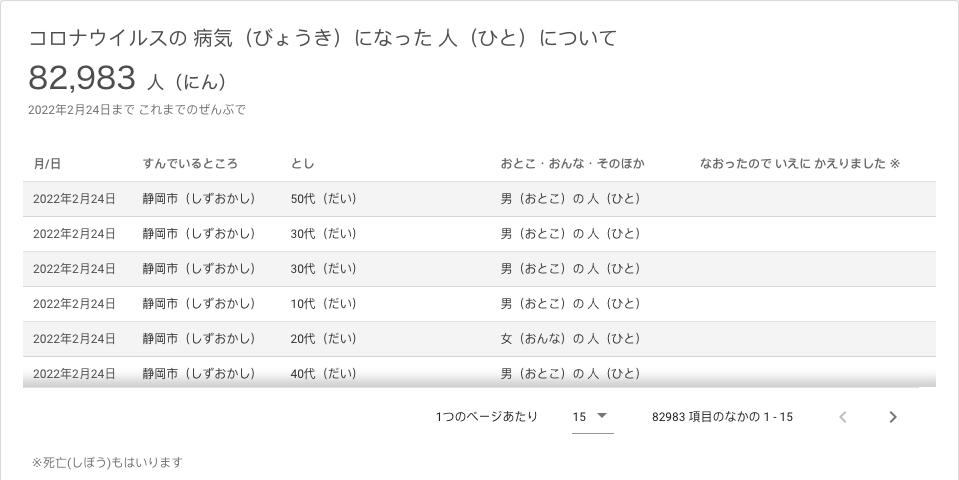 コロナウイルスの 病気（びょうき）になった 人（ひと）について
82,983 人（にん）
2022年2月24日まで これまでのぜんぶで
月/日 すんでいるところ とし おとこ・おんな・そのほか なおったので いえに かえりました ※
2022年2月24日 静岡市（しずおかし） 50代（だい） 男（おとこ）の 人（ひと）
2022年2月24日 静岡市（しずおかし） 30代（だい） 男（おとこ）の 人（ひと）
2022年2月24日 静岡市（しずおかし） 30代（だい） 男（おとこ）の 人（ひと）
2022年2月24日 静岡市（しずおかし） 10代（だい） 男（おとこ）の 人（ひと）
2022年2月24日 静岡市（しずおかし） 20代（だい） 女（おんな）の 人（ひと）
2022年2月24日 静岡市（しずおかし） 40代（だい） 男（おとこ）の 人（ひと）
1つのページあたり 15 82983 項目のなかの 1 - 15
※死亡(しぼう)もはいります